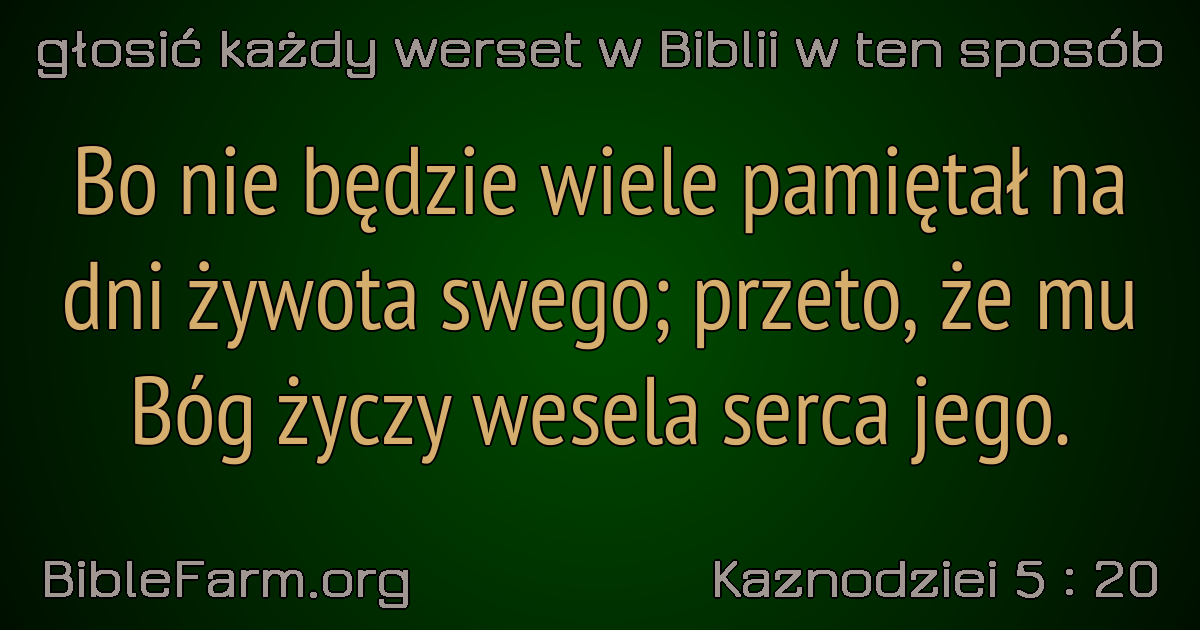 głosić każdy werset w Biblii w ten sposób
Bo nie będzie wiele pamiętał na
dni żywota swego; przeto, że mu
Bóg życzy wesela serca jego.
BibleFarm.org
Kaznodziei 5 : 20